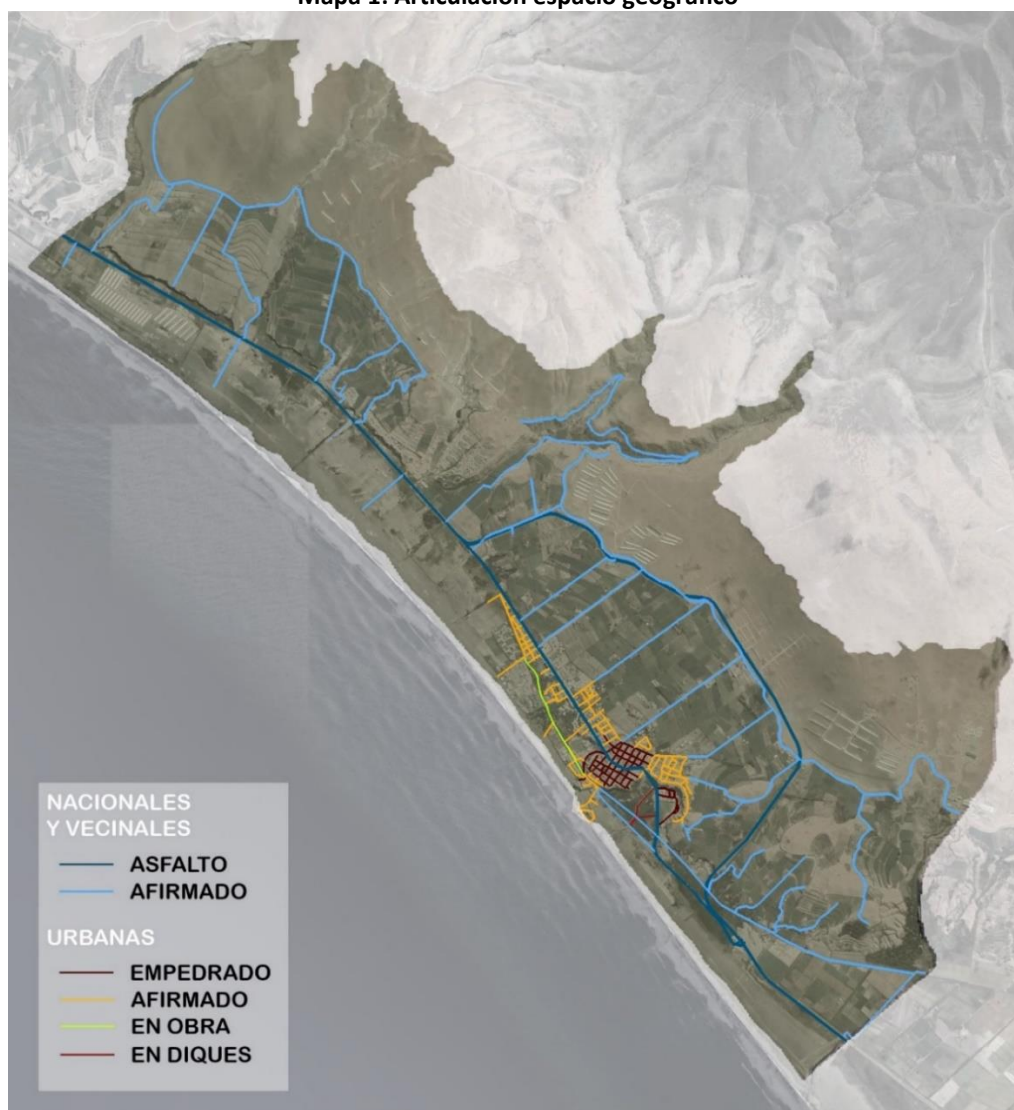 Mapa 1: Articulación espacio geográfico
NACIONALES
Y VECINALES
ASFALTO
AFIRMADO
URBANAS
EMPEDRADO
AFIRMADO
EN OBRA
EN DIQUES